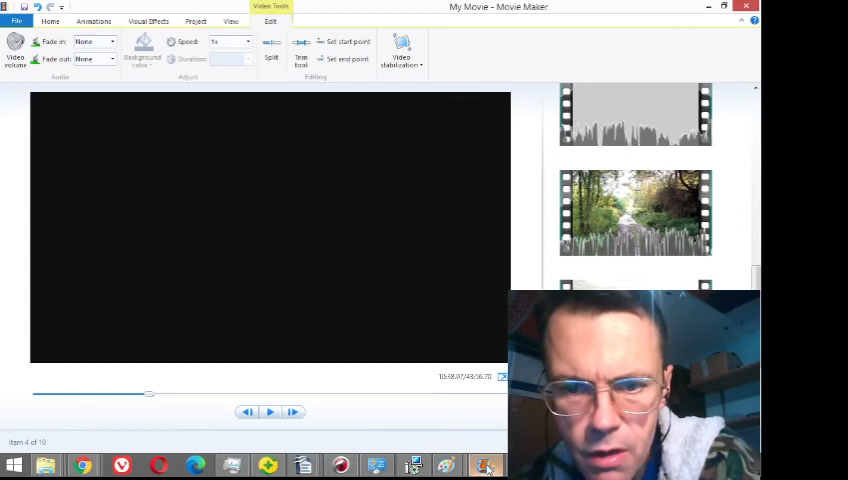 Video Tools
My Movie - Movie Maker
File Home Animations Visual Effects Project View Edit
Video volume
Fade in: None
Fade out: None
Background color
Speed: 1x
Duration:
Split
Trim tool
Set start point
Set end point
Video stabilization
Audio Adjust Editing
10:38.07/43:56.70
Item 4 of 10